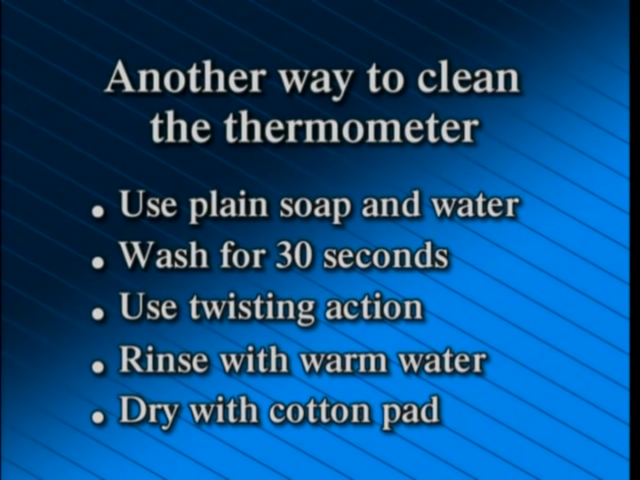 Another way to clean
the thermometer
• Use plain soap and water
• Wash for 30 seconds
• Use twisting action
• Rinse with warm water
• Dry with cotton pad